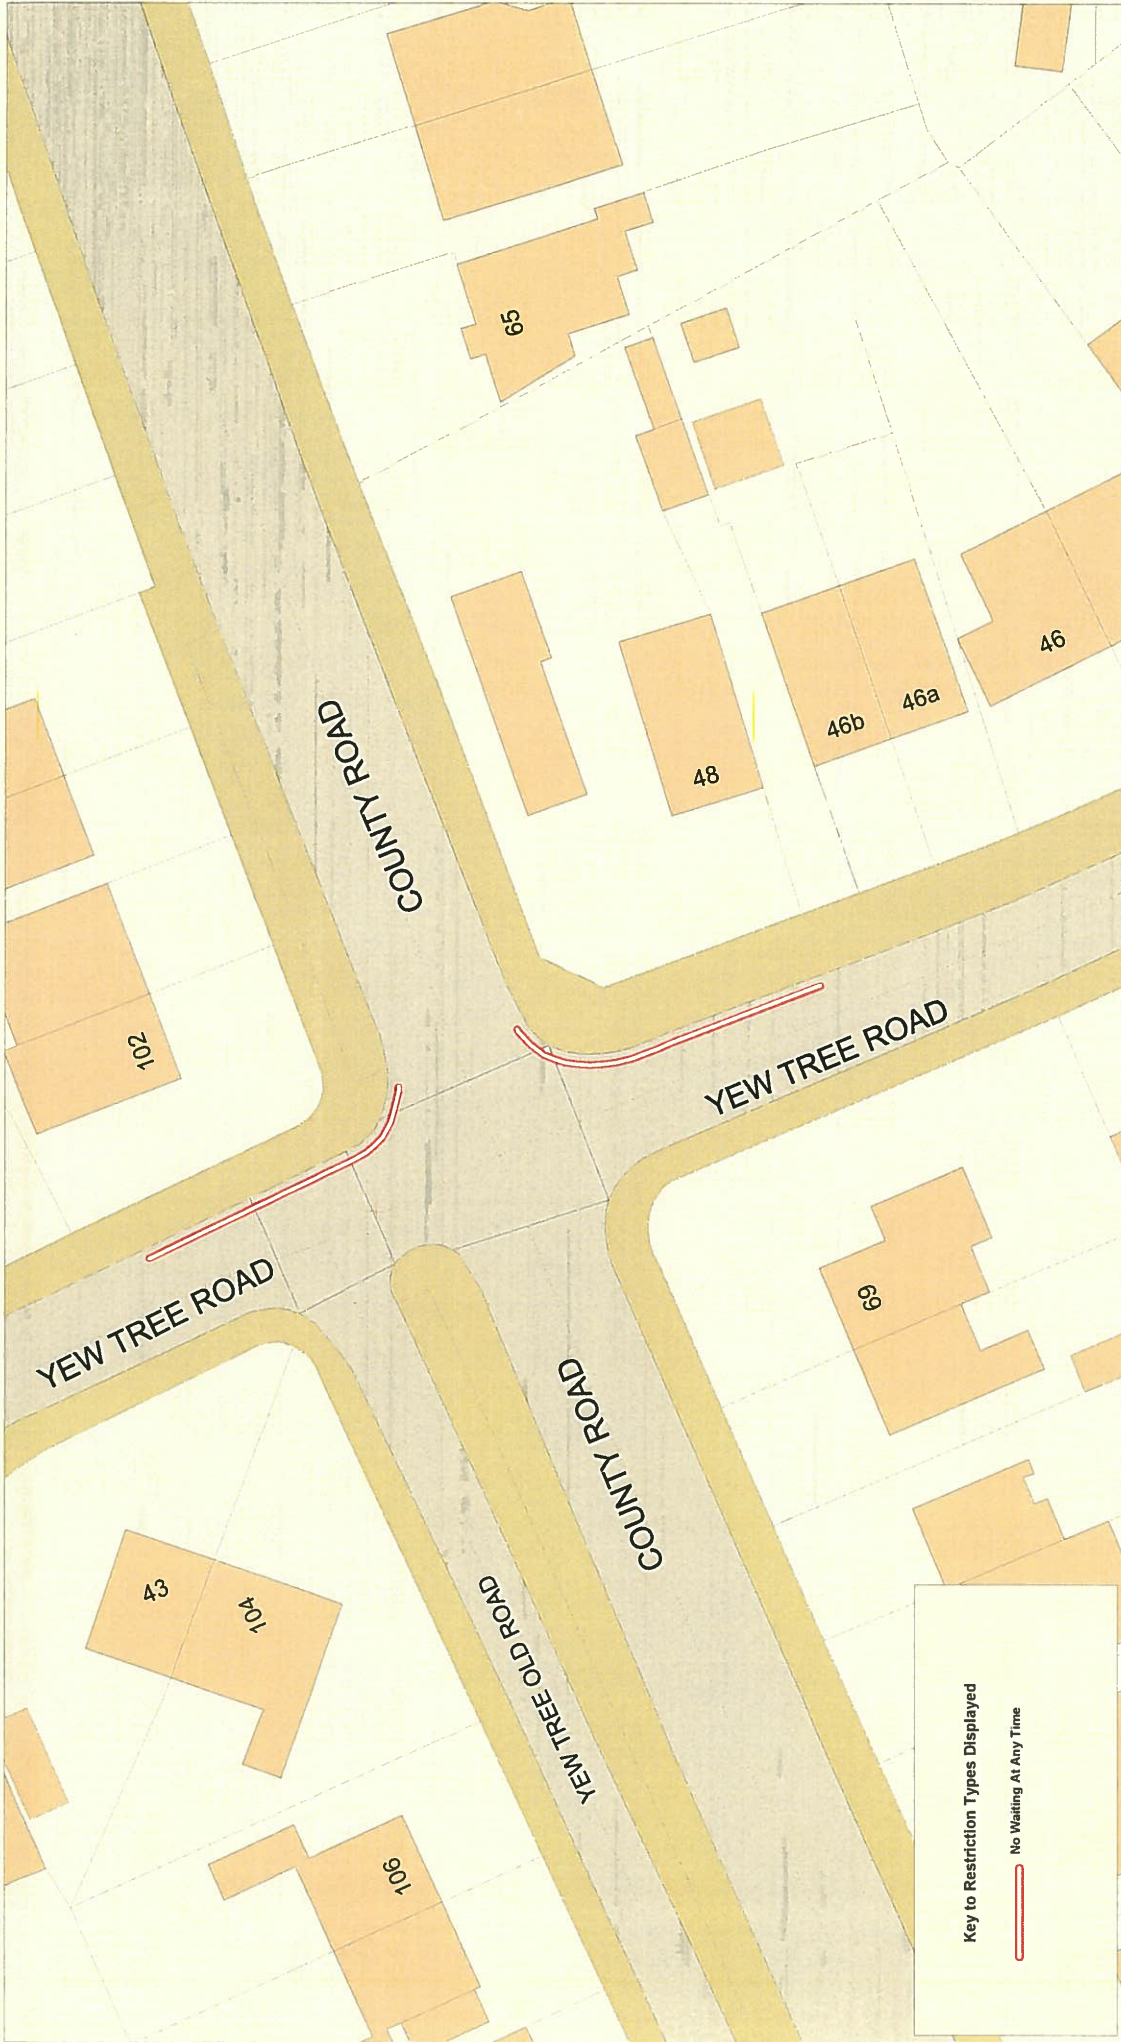 65
COUNTY ROAD
102
48
46b
46a
46
YEW TREE ROAD
YEW TREE ROAD
69
43
104
COUNTY ROAD
YEW TREE OLD ROAD
106
Key to Restriction Types Displayed
No Waiting At Any Time